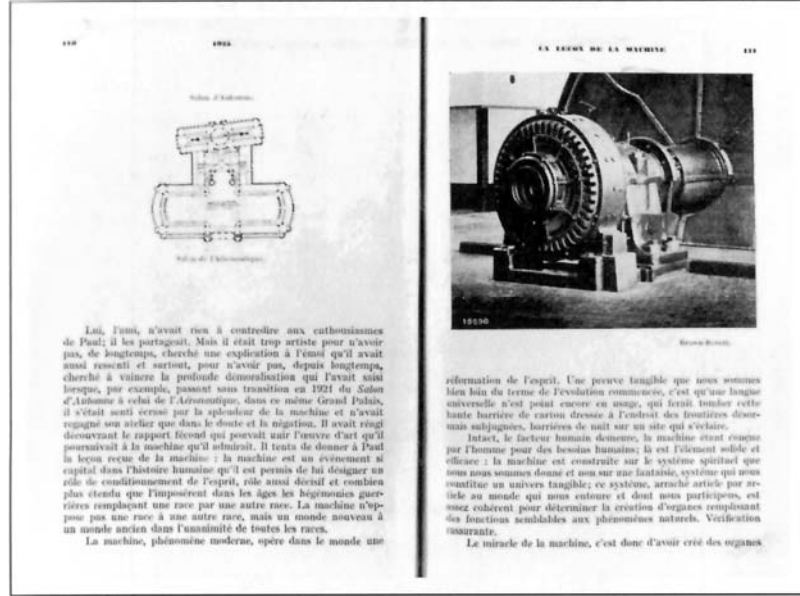 110
1925
Salon d'Automne.
Salon de l'Aéronautique.
Lui, l'ami, n'avait rien à contredire aux enthousiasmes
de Paul; il les partageait. Mais il était trop artiste pour n'avoir
pas, de longtemps, cherché une explication à l'émoi qu'il avait
aussi ressenti et surtout, pour n'avoir pas, depuis longtemps,
cherché à vaincre la profonde démoralisation qui l'avait saisi
lorsque, par exemple, passant sans transition en 1921 du Salon
d'Automne à celui de l'Aéronautique, dans ce même Grand Palais,
il s'était senti écrasé par la splendeur de la machine et n'avait
regagné son atelier que dans le doute et la négation. Il avait réagi
découvrant le rapport fécond qui pouvait unir l'œuvre d'art qu'il
poursuivait à la machine qu'il admirait. Il tenta de donner à Paul
la leçon reçue de la machine : la machine est un événement si
capital dans l'histoire humaine qu'il est permis de lui désigner un
rôle de conditionnement de l'esprit, rôle aussi décisif et combien
plus étendu que l'imposèrent dans les âges les hégémonies guer-
rières remplaçant une race par une autre race. La machine n'op-
pose pas une race à une autre race, mais un monde nouveau à
un monde ancien dans l'unanimité de toutes les races.
La machine, phénomène moderne, opère dans le monde une
LA LEÇON DE LA MACHINE
111
15590
Brown-Boveri.
réformation de l'esprit. Une preuve tangible que nous sommes
bien loin du terme de l'évolution commencée, c'est qu'une langue
universelle n'est point encore en usage, qui ferait tomber cette
haute barrière de carton dressée à l'endroit des frontières désor-
mais subjuguées, barrières de nuit sur un site qui s'éclaire.
Intact, le facteur humain demeure, la machine étant conçue
par l'homme pour des besoins humains; là est l'élément solide et
efficace : la machine est construite sur le système spirituel que
nous nous sommes donné et non sur une fantaisie, système qui nous
constitue un univers tangible; ce système, arraché article par ar-
ticle au monde qui nous entoure et dont nous participons, est
assez cohérent pour déterminer la création d'organes remplissant
des fonctions semblables aux phénomènes naturels. Vérification
rassurante.
Le miracle de la machine, c'est donc d'avoir créé des organes